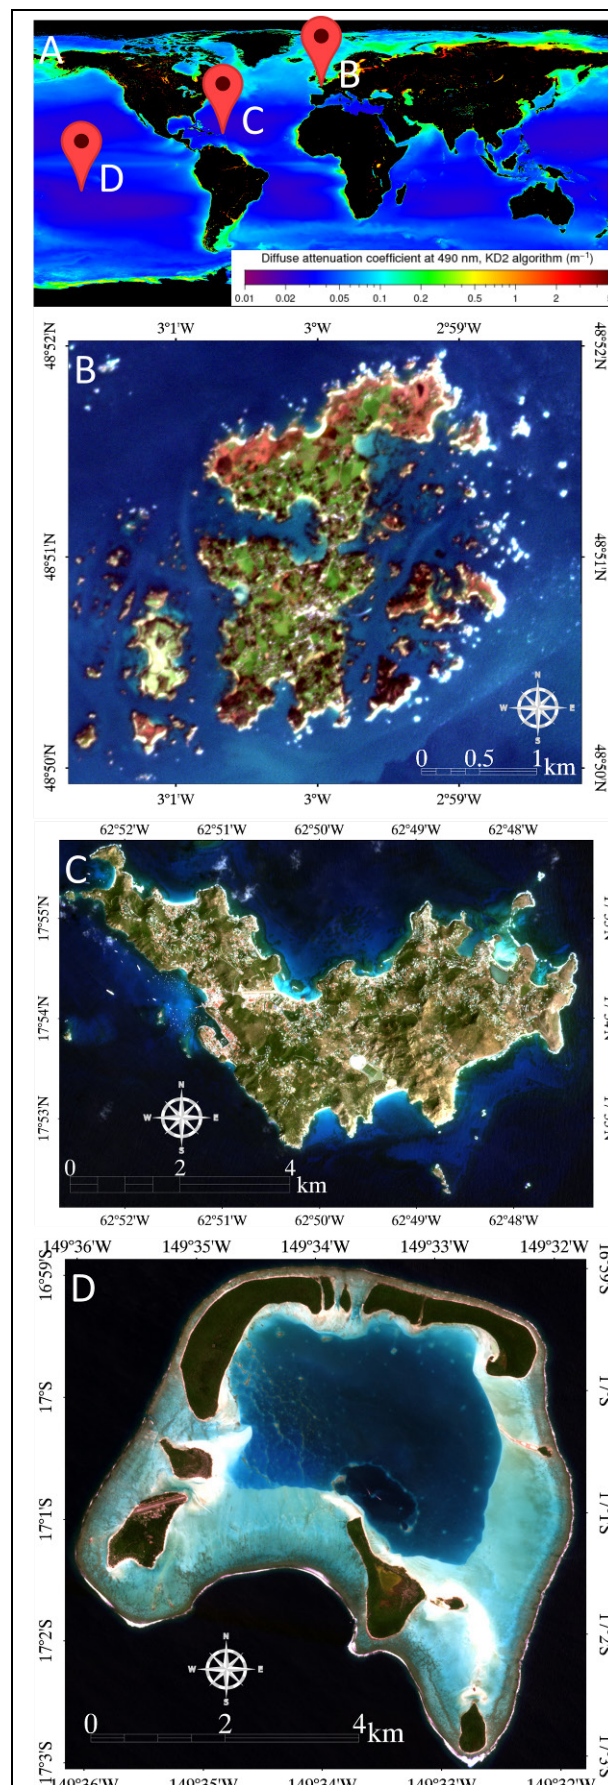 A
B
C
D
Diffuse attenuation coefficient at 490 nm, KD2 algorithm (m⁻¹)
0.01 0.02 0.05 0.1 0.2 0.5 1 2
3°1'W 3°W 2°59'W
48°52'N 48°52'N
B
48°51'N 48°51'N
N
W E
S
0 0.5 1 km
48°50'N 48°50'N
3°1'W 3°W 2°59'W
62°52'W 62°51'W 62°50'W 62°49'W 62°48'W
C
17°55'N
17°54'N
17°53'N
N
W E
S
0 2 4 km
62°52'W 62°51'W 62°50'W 62°49'W 62°48'W
149°36'W 149°35'W 149°34'W 149°33'W 149°32'W
16°59'S
D
17°S
17°1'S 17°1'S
17°2'S 17°2'S
N
W E
S
0 2 4 km
17°3'S
149°36'W 149°35'W 149°34'W 149°33'W 149°32'W